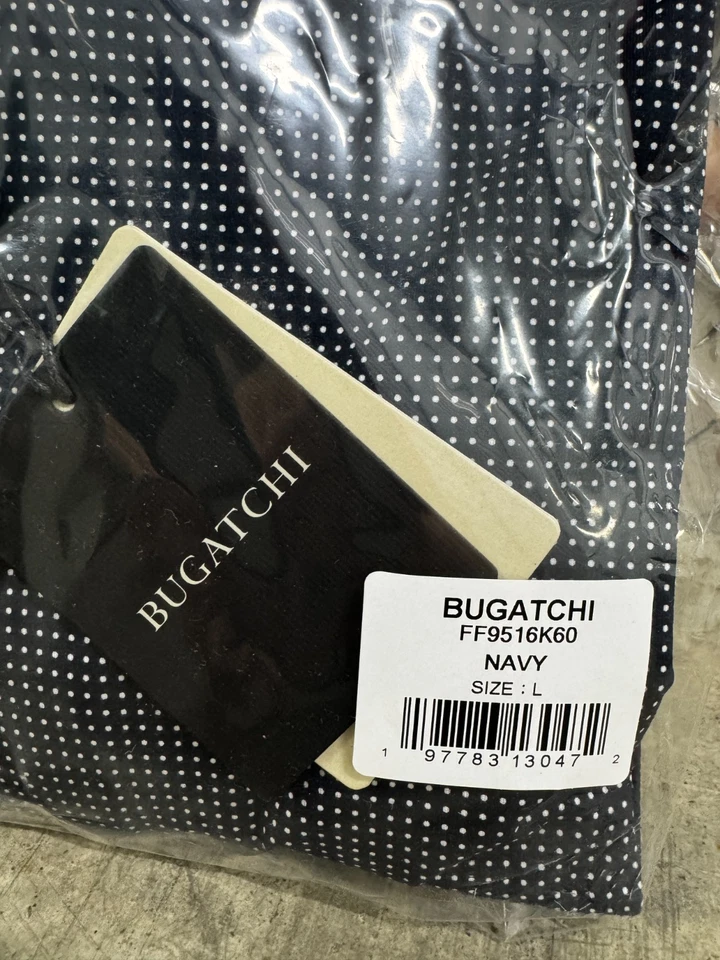 BUGATCHI
BUGATCHI
FF9516K60
NAVY
SIZE : L
1 97783 13047 2